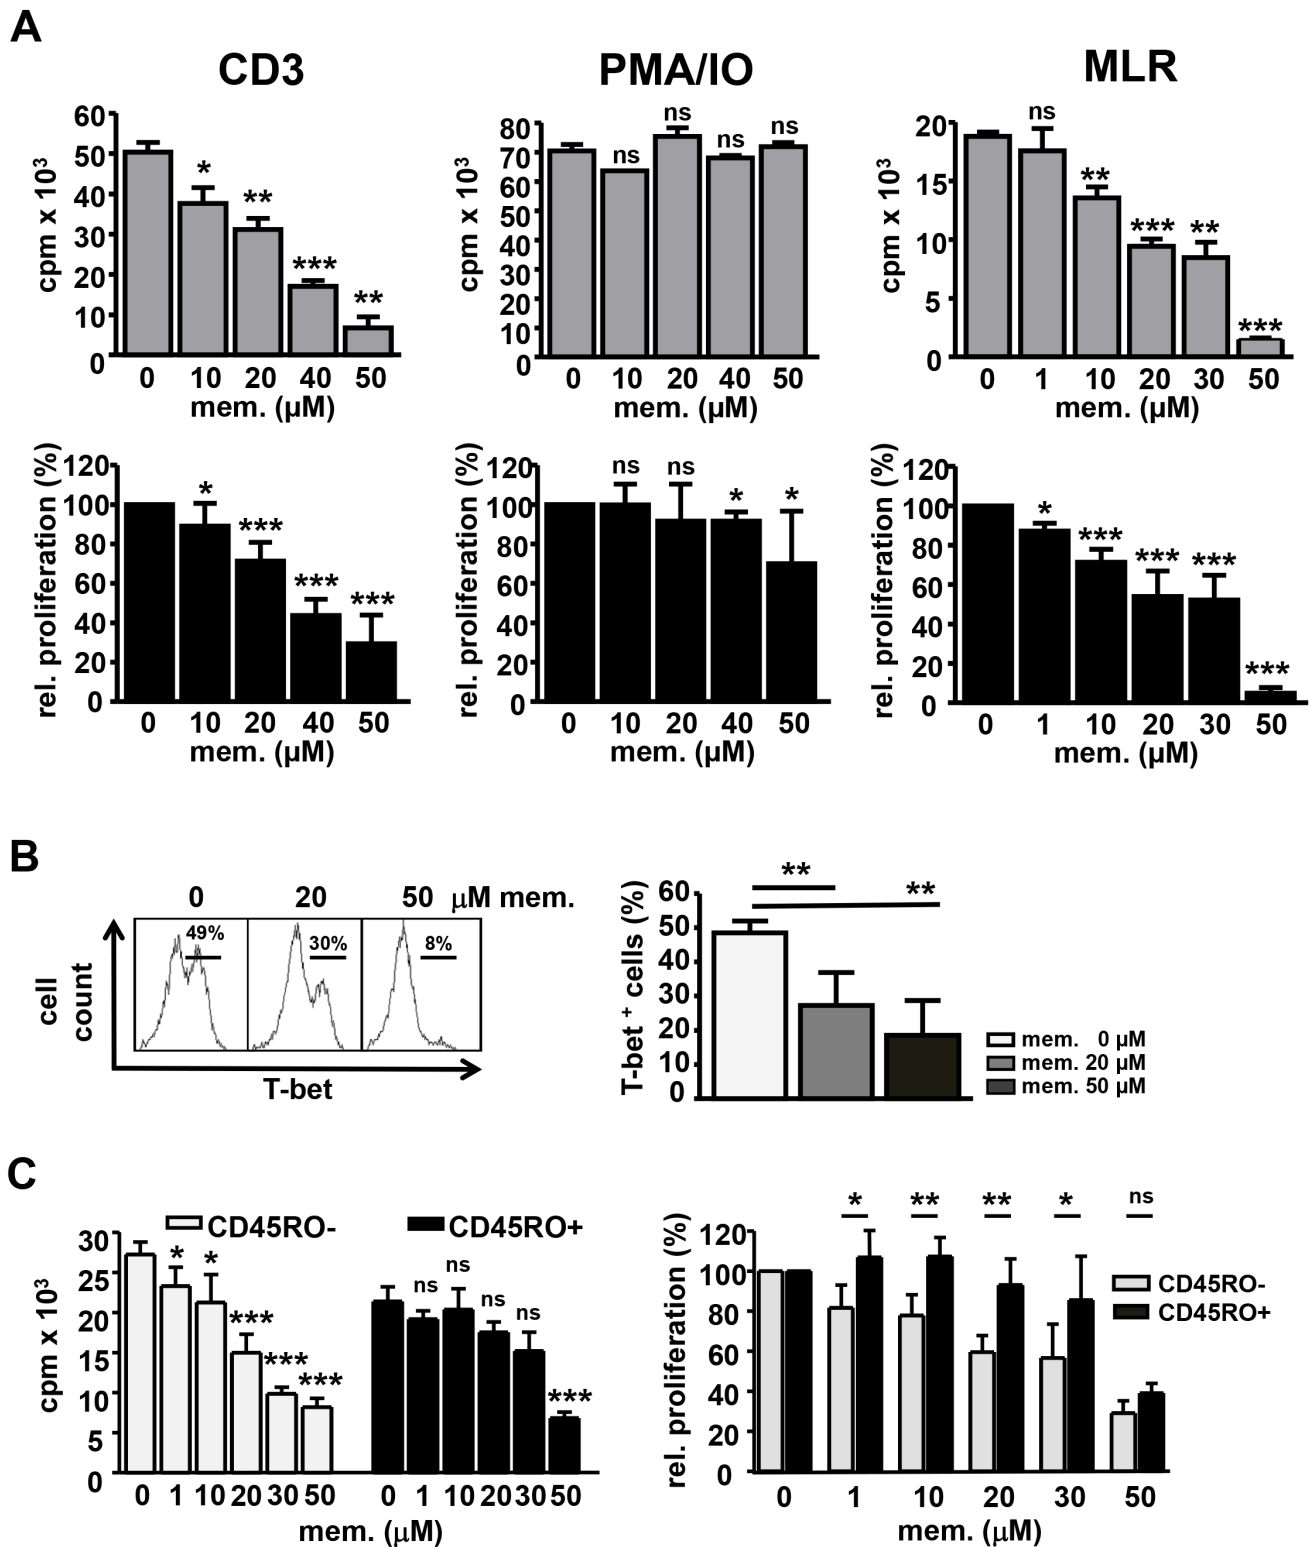 A
CD3
PMA/IO
MLR
cpm x 10³
60
50
40
30
20
10
0
*
**
***
**
0 10 20 40 50
mem. (µM)
cpm x 10³
80
70
60
50
40
30
20
10
0
ns
ns
ns
ns
0 10 20 40 50
mem. (µM)
cpm x 10³
20
15
10
5
0
ns
**
***
**
***
0 1 10 20 30 50
mem. (µM)
rel. proliferation (%)
120
100
80
60
40
20
0
*
***
***
***
0 10 20 40 50
mem. (µM)
rel. proliferation (%)
120
100
80
60
40
20
0
ns
ns
*
*
0 10 20 40 50
mem. (µM)
rel. proliferation (%)
120
100
80
60
40
20
0
*
***
***
***
***
0 1 10 20 30 50
mem. (µM)
B
0 20 50 µM mem.
49%
30%
8%
cell
count
T-bet
T-bet + cells (%)
60
50
40
30
20
10
0
**
**
mem. 0 µM
mem. 20 µM
mem. 50 µM
C
CD45RO-
CD45RO+
cpm x 10³
30
25
20
15
10
5
0
*
*
***
***
***
ns
ns
ns
ns
***
0 1 10 20 30 50 0 1 10 20 30 50
mem. (µM)
rel. proliferation (%)
120
100
80
60
40
20
0
*
**
**
*
ns
CD45RO-
CD45RO+
0 1 10 20 30 50
mem. (µM)